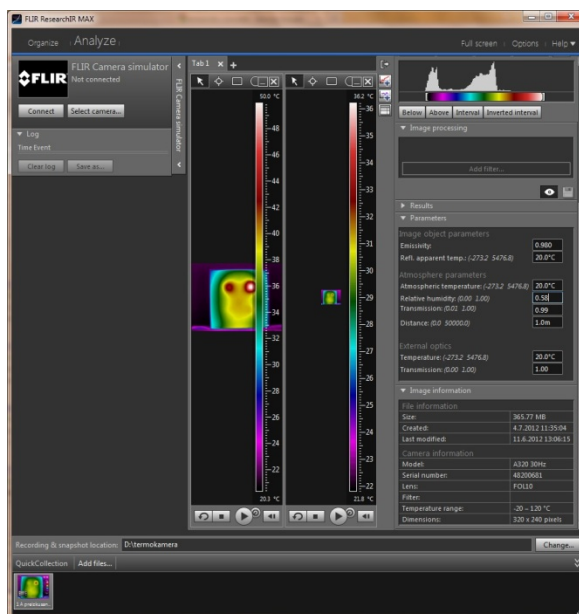 FLIR ResearchIR MAX
Organize Analyze Full screen Options Help
FLIR
FLIR Camera simulator
Not connected
Connect Select camera...
Log
Time Event
Clear log Save as...
FLIR Camera simulator
Tab 1
50.0 °C
48
46
44
42
40
38
36
34
32
30
28
26
24
22
20.3 °C
36.2 °C
36
35
34
33
32
31
30
29
28
27
26
25
24
23
22
21.8 °C
Below Above Interval Inverted interval
Image processing
Add filter...
Results
Parameters
Image object parameters
Emissivity: 0.980
Refl. apparent temp.: (-273.2 5476.8) 20.0°C
Atmosphere parameters
Atmospheric temperature: (-273.2 5476.8) 20.0°C
Relative humidity: (0.00 1.00) 0.58
Transmission: (0.01 1.00) 0.99
Distance: (0.0 50000.0) 1.0m
External optics
Temperature: (-273.2 5476.8) 20.0°C
Transmission: (0.00 1.00) 1.00
Image information
File information
Size: 365.77 MB
Created: 4.7.2012 11:35:04
Last modified: 11.6.2012 13:06:15
Camera information
Model: A320 30Hz
Serial number: 48200681
Lens: FOL10
Filter:
Temperature range: -20 – 120 °C
Dimensions: 320 x 240 pixels
Recording & snapshot location: D:\termokamera Change...
QuickCollection Add files...